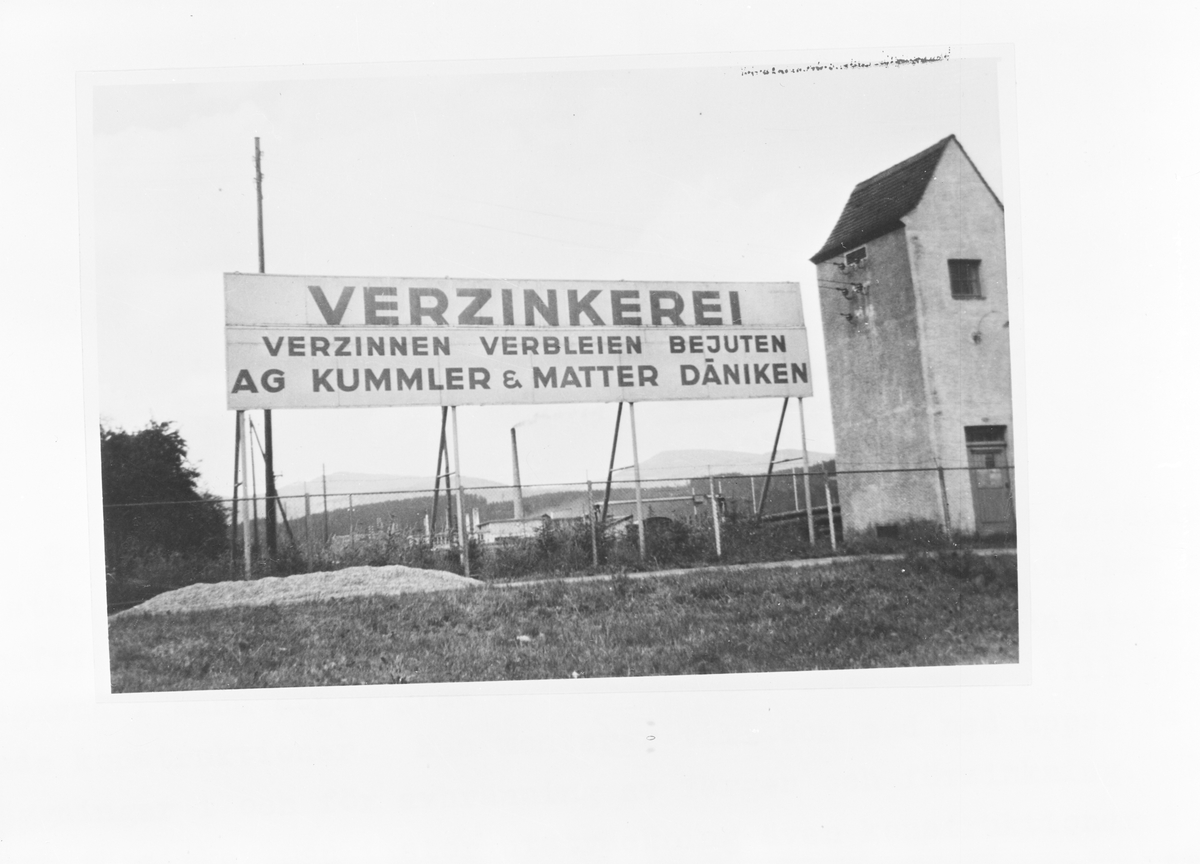 VERZINKEREI
VERZINNEN VERBLEIEN BEJUTEN
AG KUMMLER & MATTER DÄNIKEN